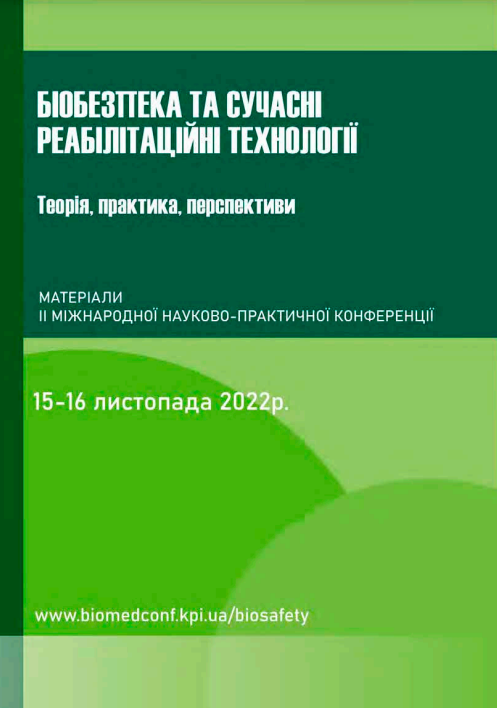 БІОБЕЗПЕКА ТА СУЧАСНІ
РЕАБІЛІТАЦІЙНІ ТЕХНОЛОГІЇ
Теорія, практика, перспективи
МАТЕРІАЛИ
ІІ МІЖНАРОДНОЇ НАУКОВО-ПРАКТИЧНОЇ КОНФЕРЕНЦІЇ
15-16 листопада 2022р.
www.biomedconf.kpi.ua/biosafety